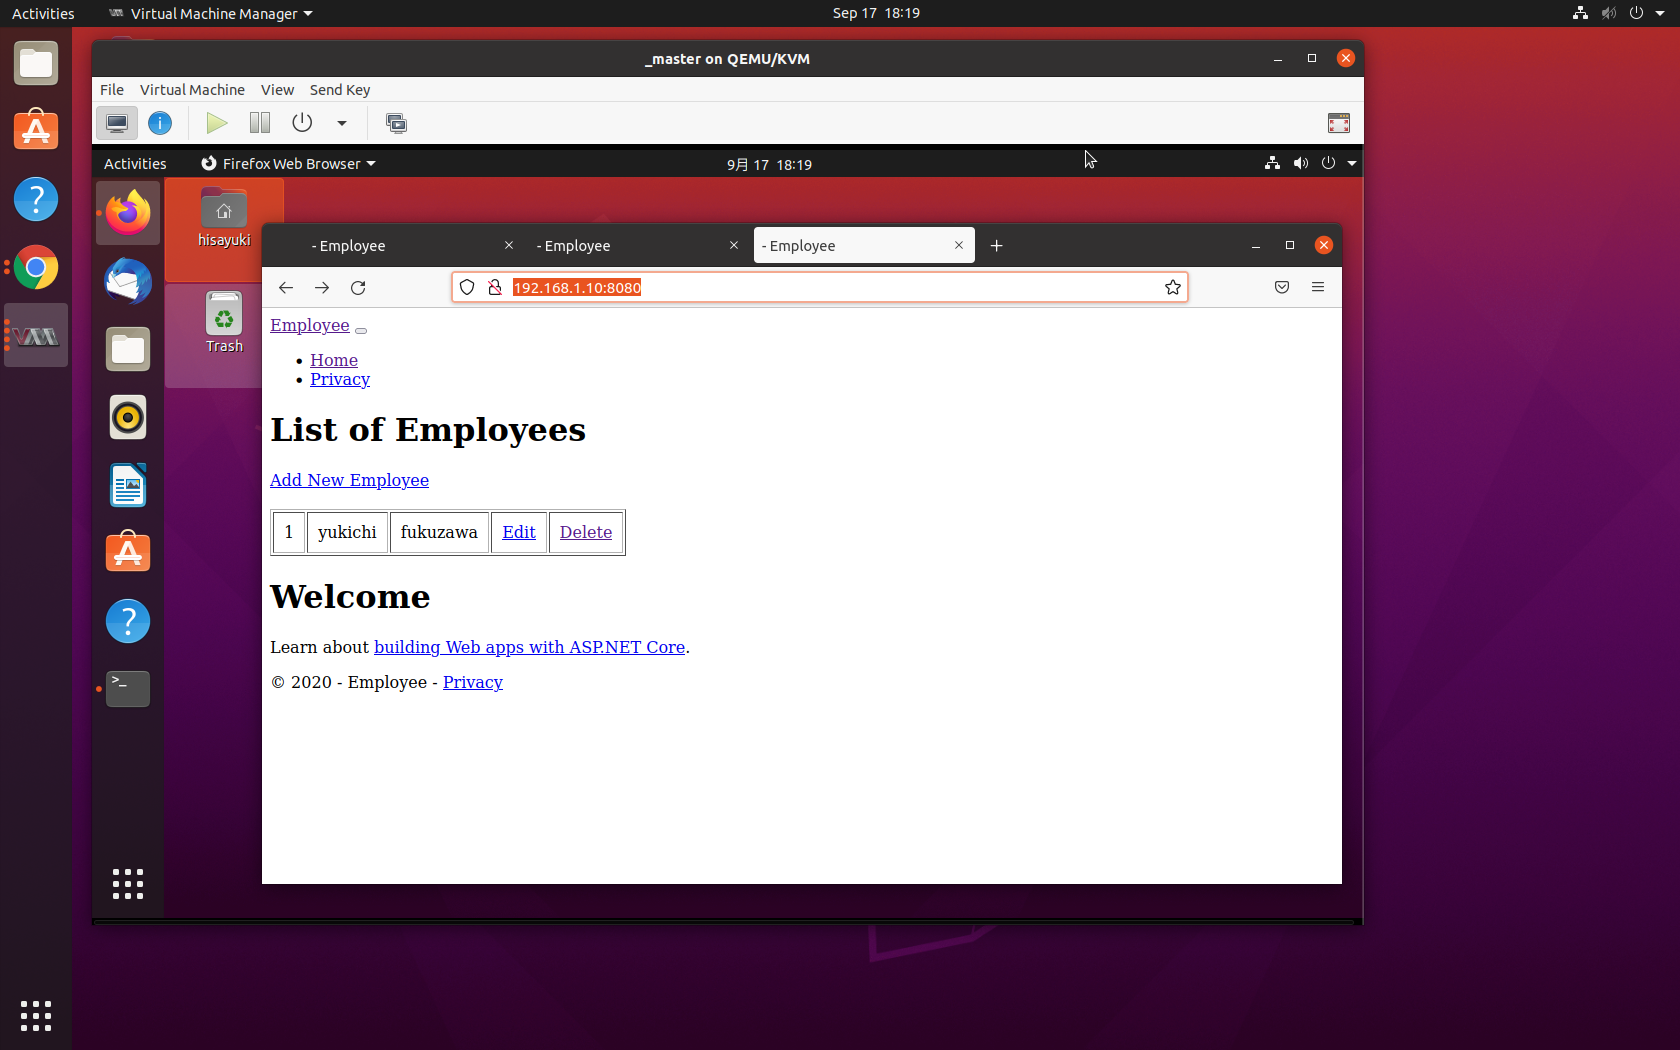 Activities Virtual Machine Manager Sep 17 18:19
_master on QEMU/KVM
File Virtual Machine View Send Key
Activities Firefox Web Browser 9月 17 18:19
hisayuki
Trash
- Employee - Employee - Employee
192.168.1.10:8080
Employee
Home
Privacy
List of Employees
Add New Employee
1 yukichi fukuzawa Edit Delete
Welcome
Learn about building Web apps with ASP.NET Core.
© 2020 - Employee - Privacy